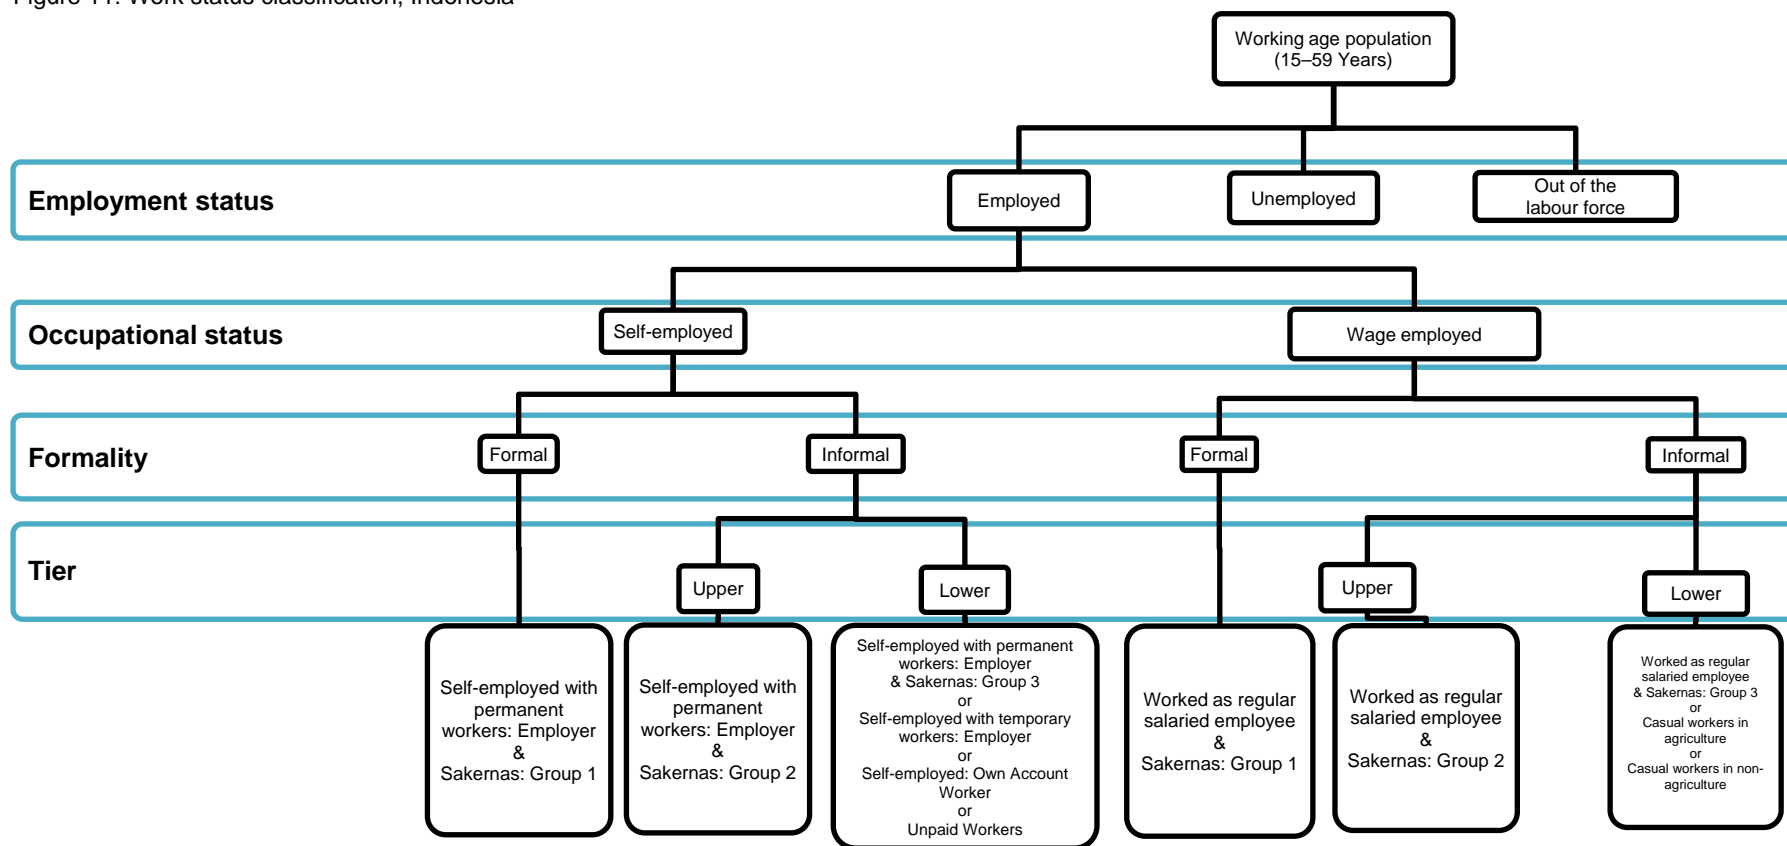 Figure 11: Work status classification, Indonesia
Working age population
(15–59 Years)
Employment status
Employed
Unemployed
Out of the
labour force
Occupational status
Self-employed
Wage employed
Formality
Formal
Informal
Formal
Informal
Tier
Upper
Lower
Upper
Lower
Self-employed with
permanent
workers: Employer
&
Sakernas: Group 1
Self-employed with
permanent
workers: Employer
&
Sakernas: Group 2
Self-employed with permanent
workers: Employer
& Sakernas: Group 3
or
Self-employed with temporary
workers: Employer
or
Self-employed: Own Account
Worker
or
Unpaid Workers
Worked as regular
salaried employee
&
Sakernas: Group 1
Worked as regular
salaried employee
&
Sakernas: Group 2
Worked as regular
salaried employee
& Sakernas: Group 3
or
Casual workers in
agriculture
or
Casual workers in non-
agriculture